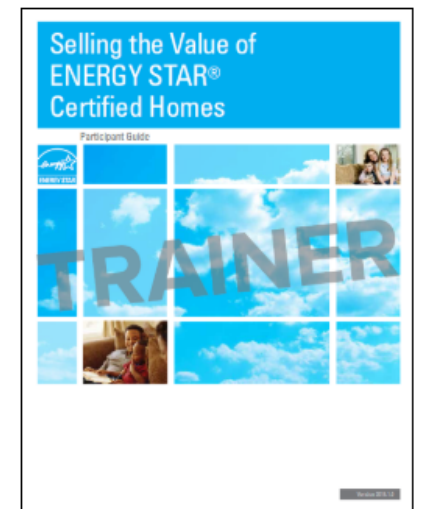 Selling the Value of
ENERGY STAR®
Certified Homes
Participant Guide
ENERGY STAR
TRAINER